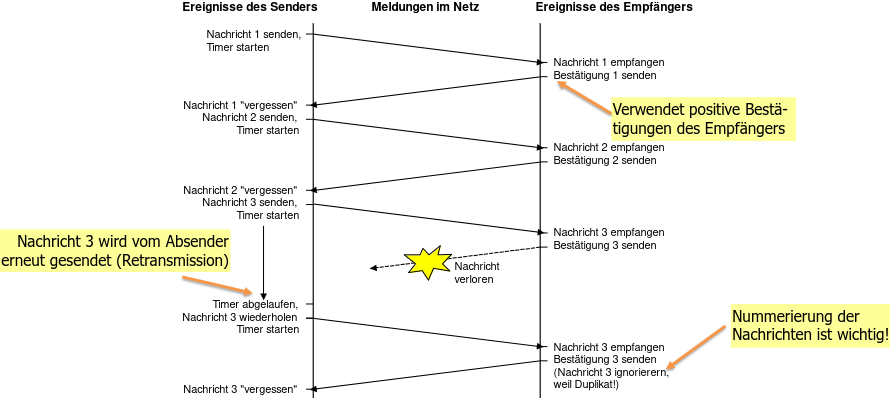 Ereignisse des Senders
Meldungen im Netz
Ereignisse des Empfängers
Nachricht 1 senden,
Timer starten
Nachricht 1 empfangen
Bestätigung 1 senden
Nachricht 1 "vergessen"
Nachricht 2 senden,
Timer starten
Verwendet positive Bestä-
tigungen des Empfängers
Nachricht 2 empfangen
Bestätigung 2 senden
Nachricht 2 "vergessen"
Nachricht 3 senden,
Timer starten
Nachricht 3 empfangen
Bestätigung 3 senden
Nachricht 3 wird vom Absender
erneut gesendet (Retransmission)
Nachricht
verloren
Timer abgelaufen,
Nachricht 3 wiederholen
Timer starten
Nummerierung der
Nachrichten ist wichtig!
Nachricht 3 empfangen
Bestätigung 3 senden
(Nachricht 3 ignorierern,
weil Duplikat!)
Nachricht 3 "vergessen"